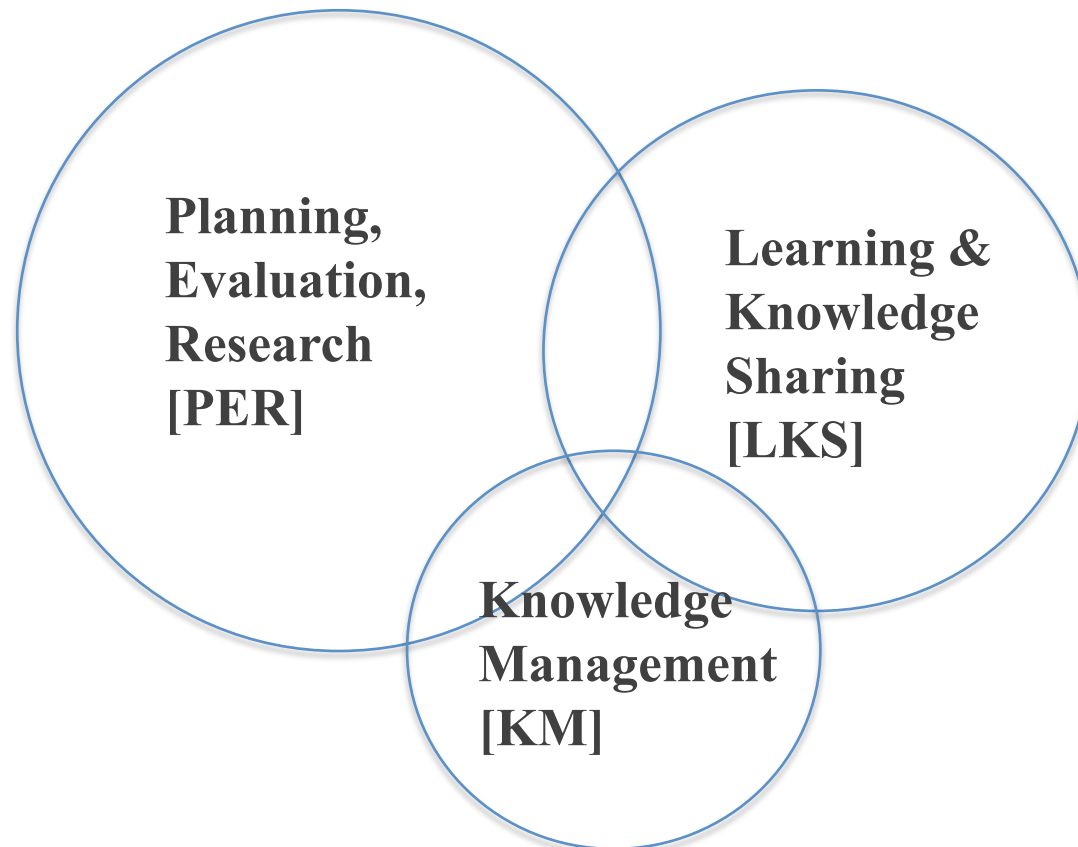 Planning,
Evaluation,
Research
[PER]
Learning &
Knowledge
Sharing
[LKS]
Knowledge
Management
[KM]